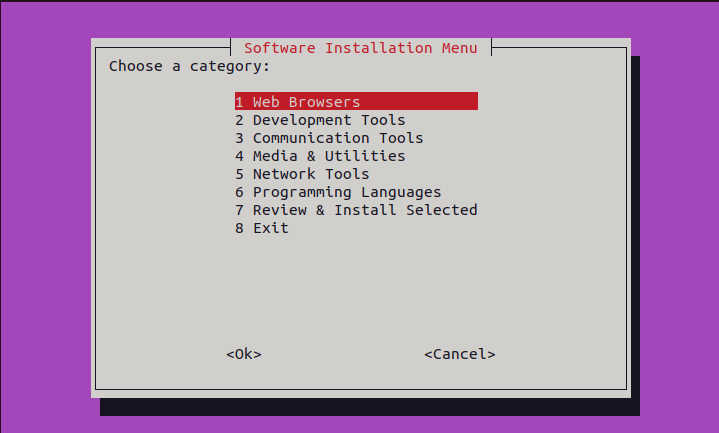 Software Installation Menu
Choose a category:
1 Web Browsers
2 Development Tools
3 Communication Tools
4 Media & Utilities
5 Network Tools
6 Programming Languages
7 Review & Install Selected
8 Exit
<Ok> <Cancel>